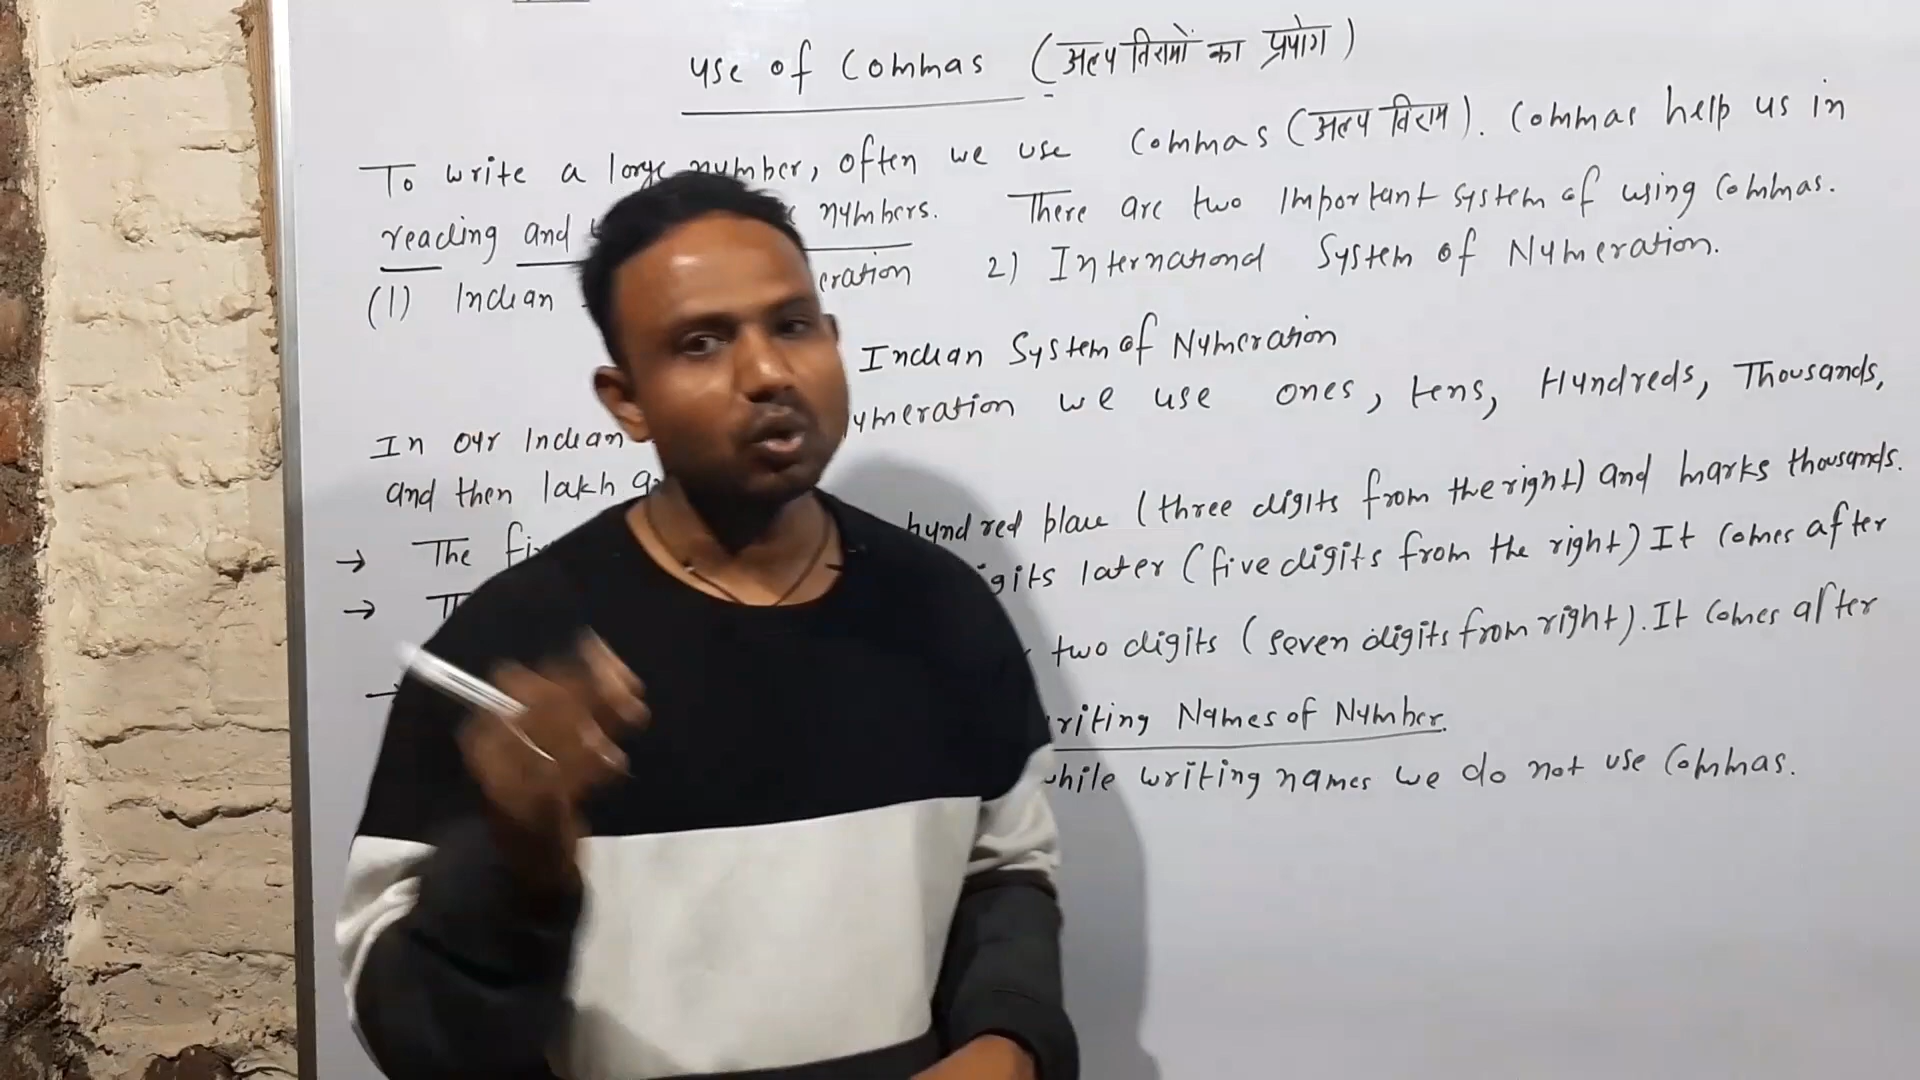 use of Commas (अल्प विरामों का प्रयोग)
To write a large number, often we use Commas (अल्प विराम). Commas help us in
reading and numbers. There are two Important System of using Commas.
(1) Indian eration 2) International System of Numeration.
Indian System of Numeration
In our Indian umeration we use ones, tens, Hundreds, Thousands,
and then lakh
→ The hundred place (three digits from the right) and marks thousands.
→ igits later (five digits from the right) It Comes after
→ two digits (seven digits from right). It Comes after
riting Names of Number.
while writing names we do not use Commas.